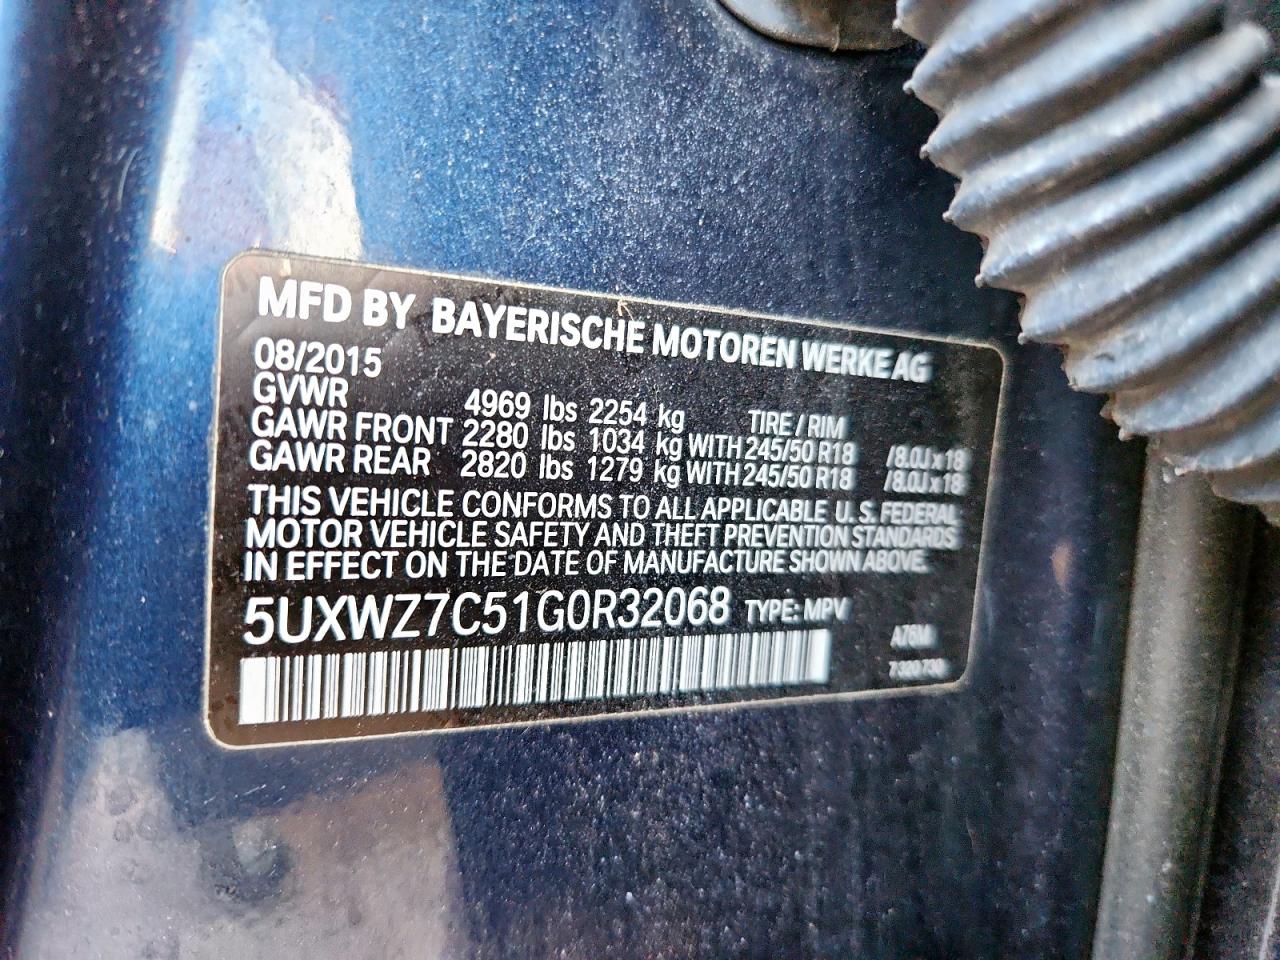 MFD BY BAYERISCHE MOTOREN WERKE AG
08/2015
GVWR 4969 lbs 2254 kg TIRE / RIM
GAWR FRONT 2280 lbs 1034 kg WITH 245/50 R18 / 8.0J x 18
GAWR REAR 2820 lbs 1279 kg WITH 245/50 R18 / 8.0J x 18
THIS VEHICLE CONFORMS TO ALL APPLICABLE U. S. FEDERAL
MOTOR VEHICLE SAFETY AND THEFT PREVENTION STANDARDS
IN EFFECT ON THE DATE OF MANUFACTURE SHOWN ABOVE.
5UXWZ7C51G0R32068 TYPE: MPV
7 320 730